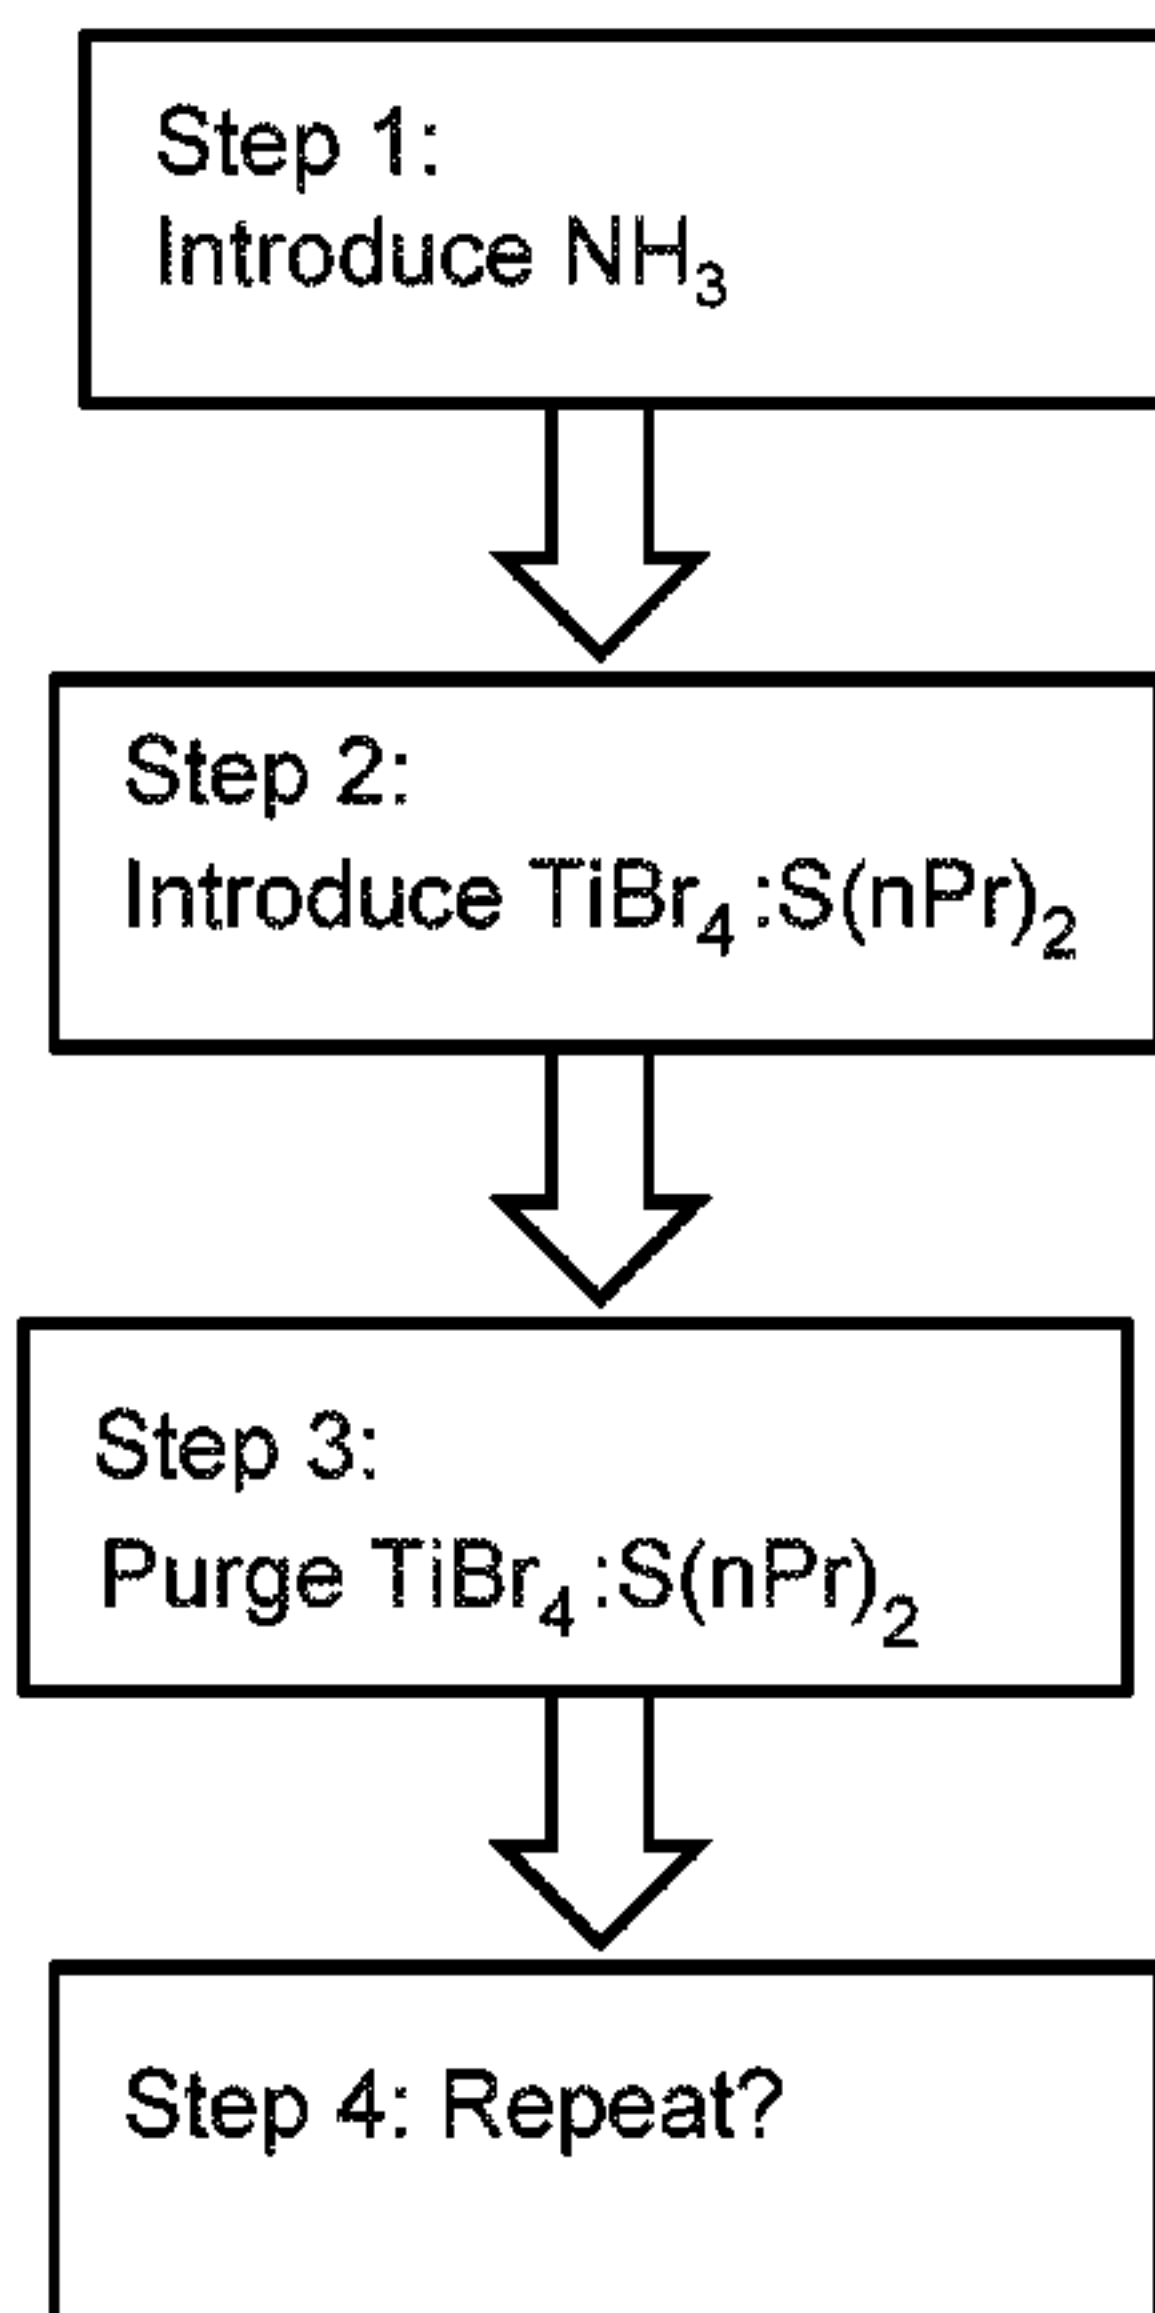 Step 1:
Introduce NH₃
Step 2:
Introduce TiBr₄:S(nPr)₂
Step 3:
Purge TiBr₄:S(nPr)₂
Step 4: Repeat?